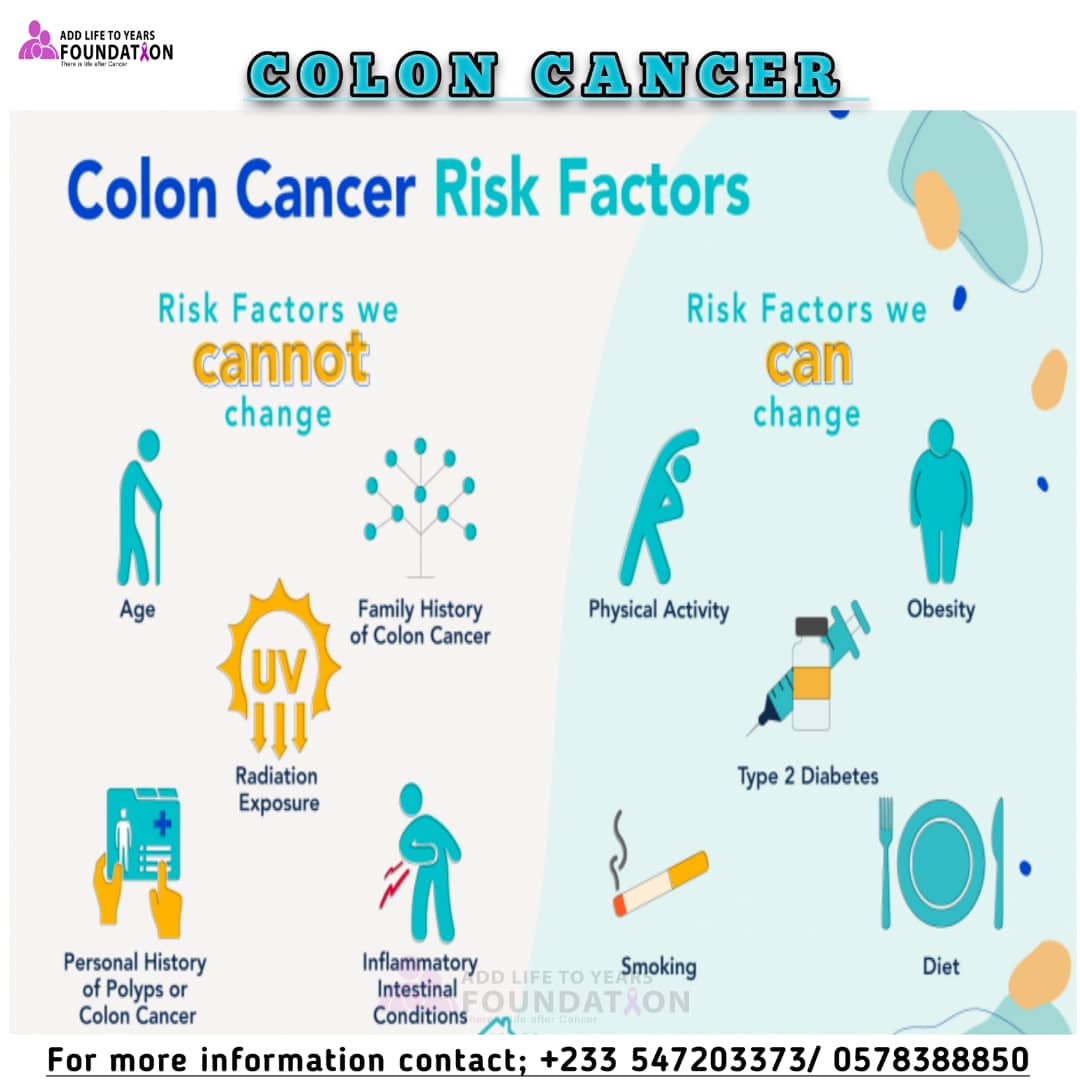 ADD LIFE TO YEARS
FOUNDATION
There is life after Cancer
COLON CANCER
Colon Cancer Risk Factors
Risk Factors we
cannot
change
Age
Family History
of Colon Cancer
UV
Radiation
Exposure
Personal History
of Polyps or
Colon Cancer
Inflammatory
Intestinal
Conditions
Risk Factors we
can
change
Physical Activity
Obesity
Type 2 Diabetes
Smoking
Diet
ADD LIFE TO YEARS
FOUNDATION
There is life after Cancer
For more information contact; +233 547203373/ 0578388850